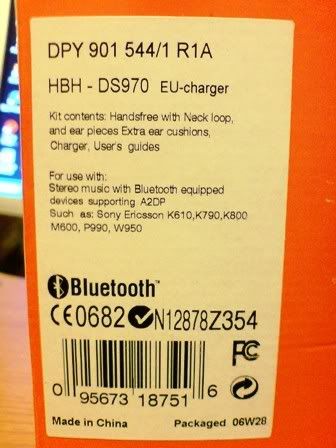 DPY 901 544/1 R1A
HBH - DS970 EU-charger
Kit contents: Handsfree with Neck loop,
and ear pieces Extra ear cushions,
Charger, User's guides
For use with:
Stereo music with Bluetooth equipped
devices supporting A2DP
Such as: Sony Ericsson K610,K790,K800
M600, P990, W950
Bluetooth™
CE0682 N12878Z354
FC
0 95673 18751 6
Made in China Packaged 06W28